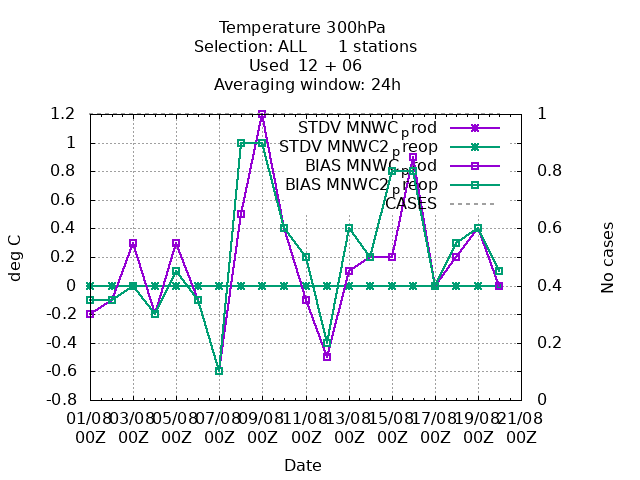 Temperature 300hPa
Selection: ALL 1 stations
Used 12 + 06
Averaging window: 24h
STDV MNWCprod
STDV MNWC2preop
BIAS MNWCprod
BIAS MNWC2preop
CASES
1.2
1
0.8
0.6
0.4
0.2
0
-0.2
-0.4
-0.6
-0.8
deg C
1
0.8
0.6
0.4
0.2
0
No cases
01/08 03/08 05/08 07/08 09/08 11/08 13/08 15/08 17/08 19/08 21/08
00Z 00Z 00Z 00Z 00Z 00Z 00Z 00Z 00Z 00Z 00Z
Date